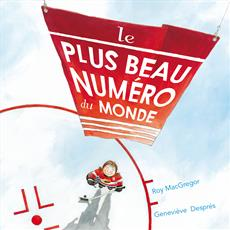 le
PLUS BEAU
NUMÉRO
du MONDE
Roy MacGregor
Geneviève Després